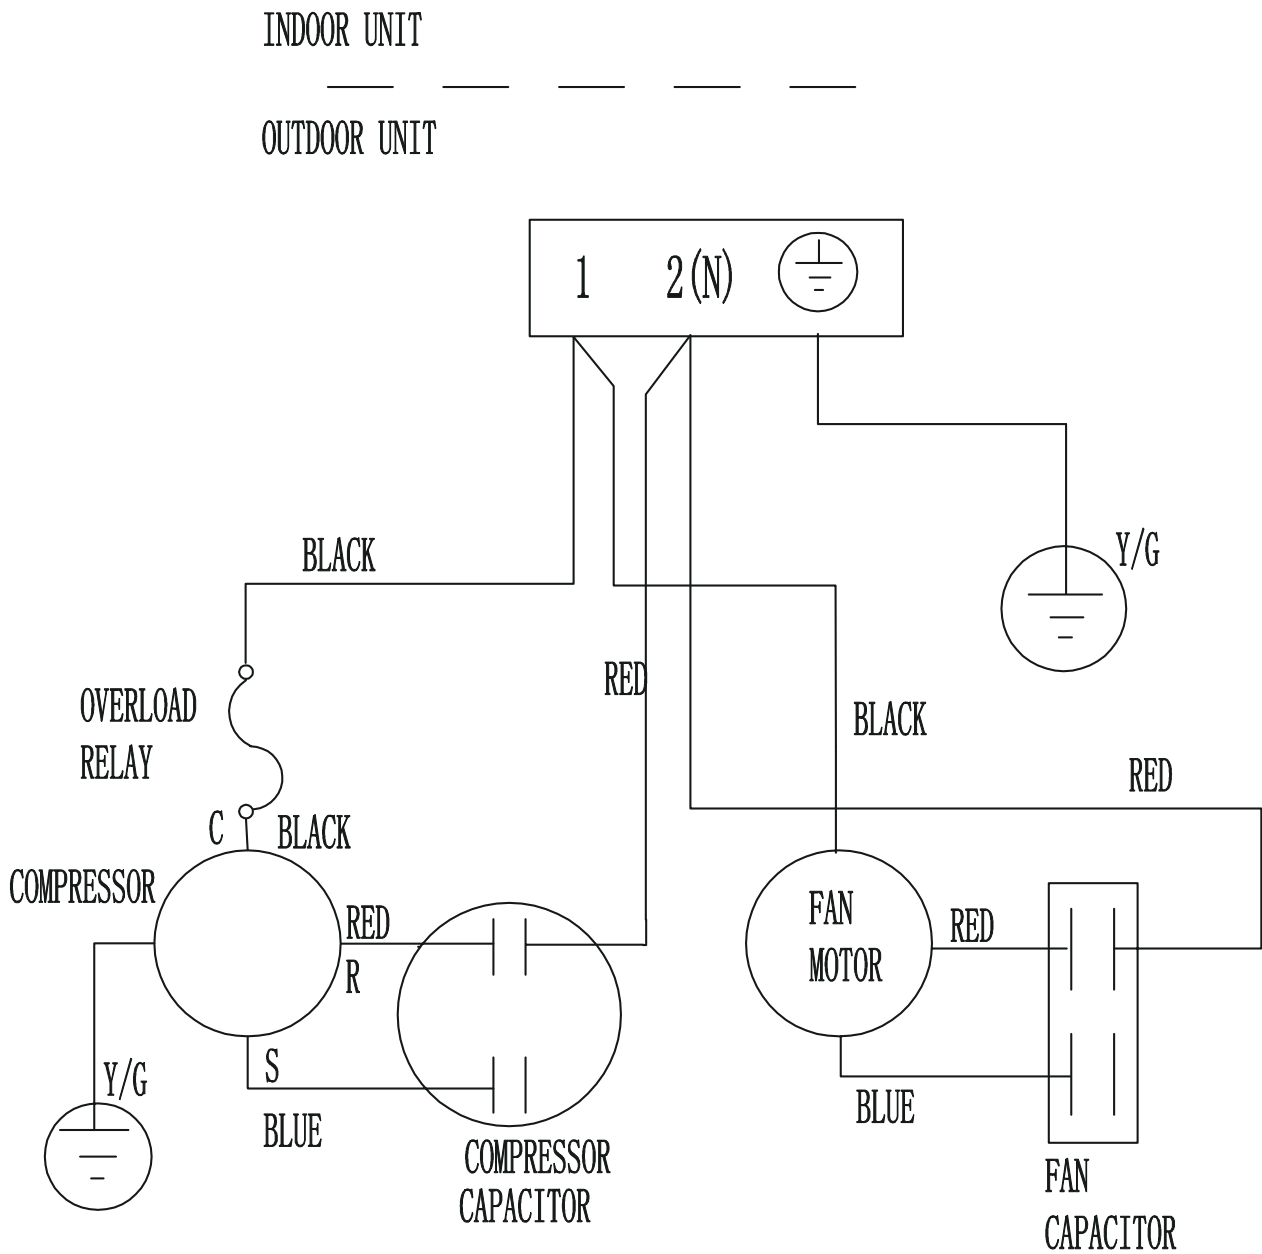 INDOOR UNIT
OUTDOOR UNIT
1 2(N)
BLACK
Y/G
RED
OVERLOAD
RELAY
BLACK
RED
C
BLACK
COMPRESSOR
RED
R
FAN
MOTOR
RED
S
Y/G
BLUE
BLUE
COMPRESSOR
CAPACITOR
FAN
CAPACITOR